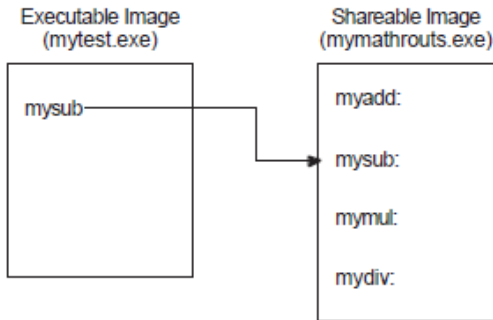 Executable Image
(mytest.exe)
mysub
Shareable Image
(mymathrouts.exe)
myadd:
mysub:
mymul:
mydiv: